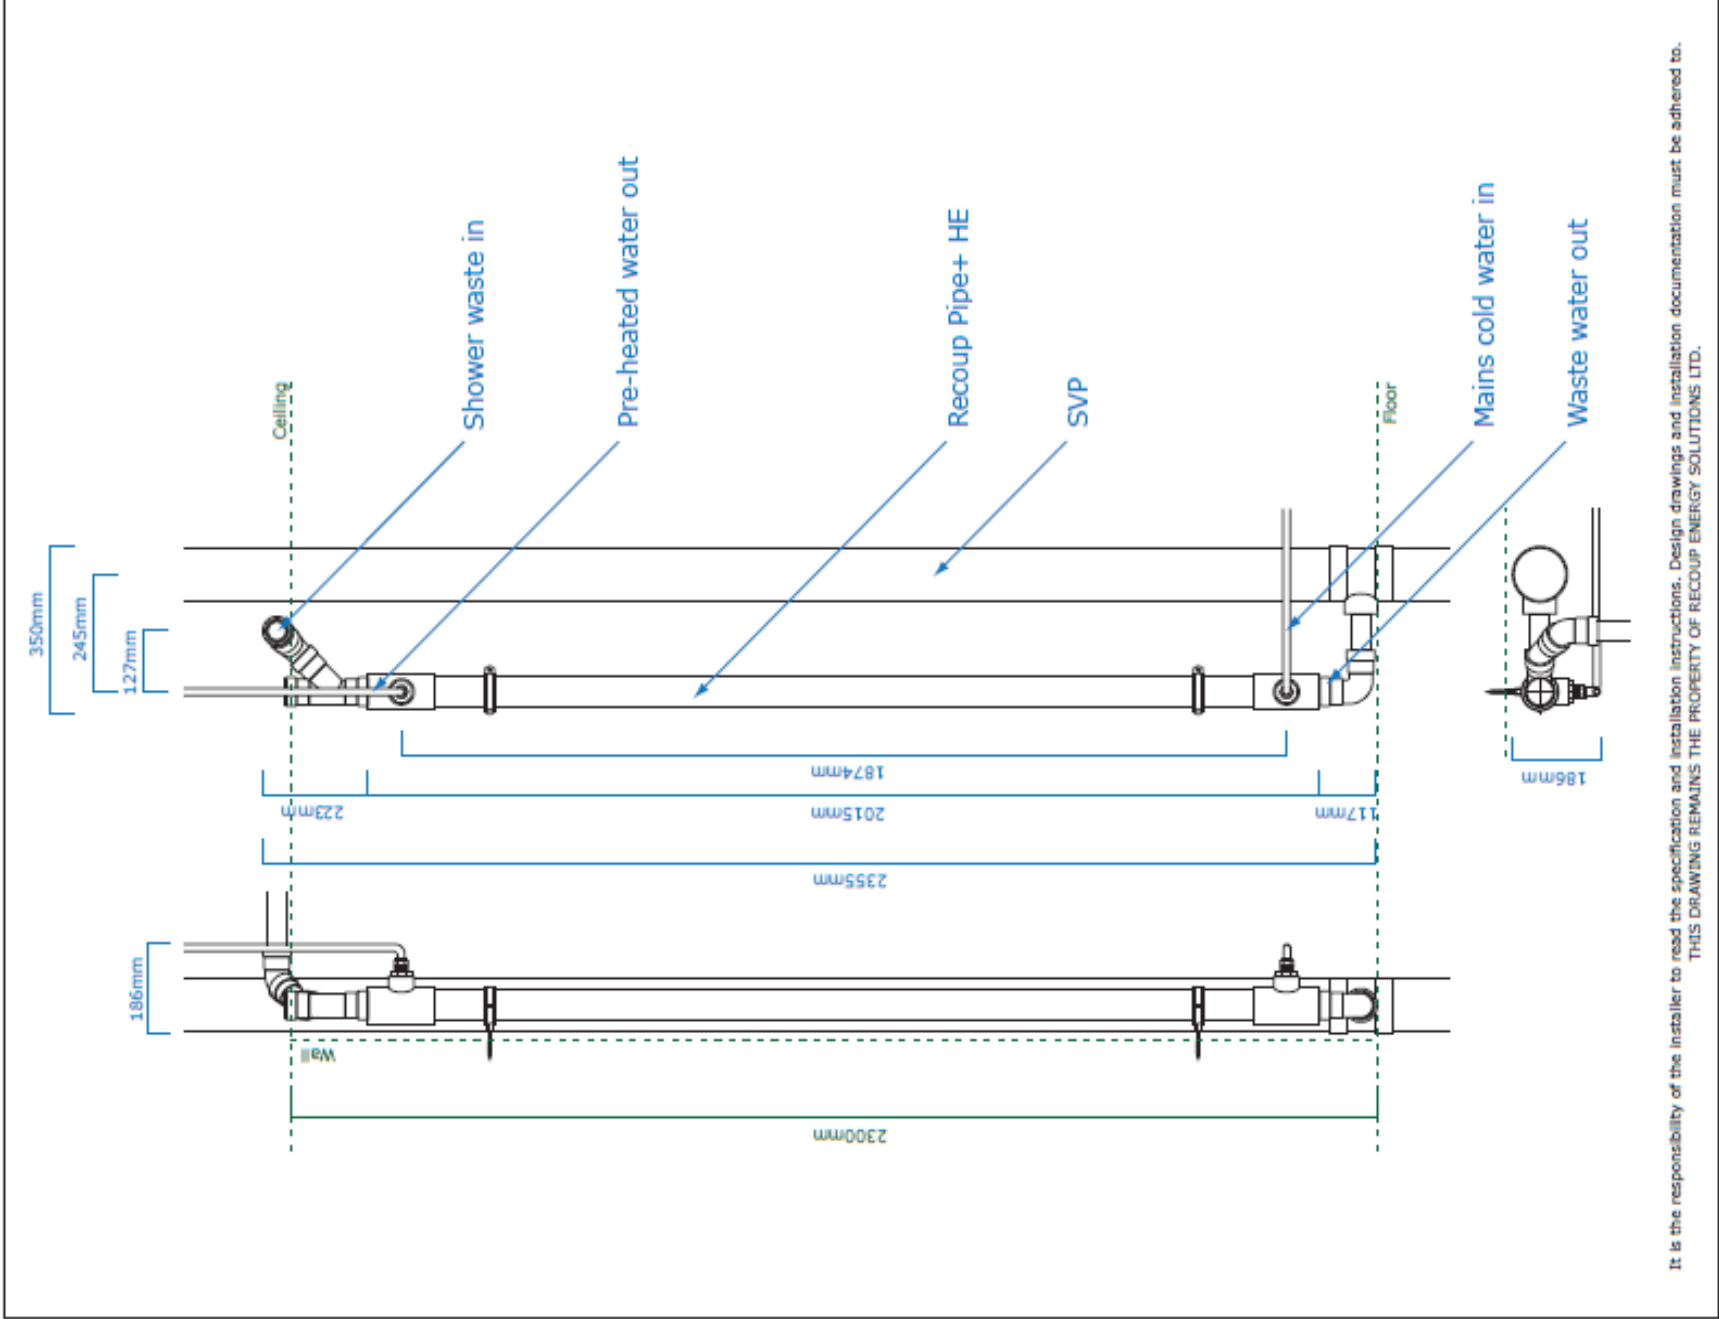 350mm
245mm
127mm
Ceiling
Shower waste in
Pre-heated water out
Recoup Pipe+ HE
SVP
Mains cold water in
Waste water out
Floor
1874mm
223mm
2015mm
117mm
2355mm
186mm
186mm
Wall
2300mm
It is the responsibility of the installer to read the specification and installation instructions. Design drawings and installation documentation must be adhered to.
THIS DRAWING REMAINS THE PROPERTY OF RECOUP ENERGY SOLUTIONS LTD.